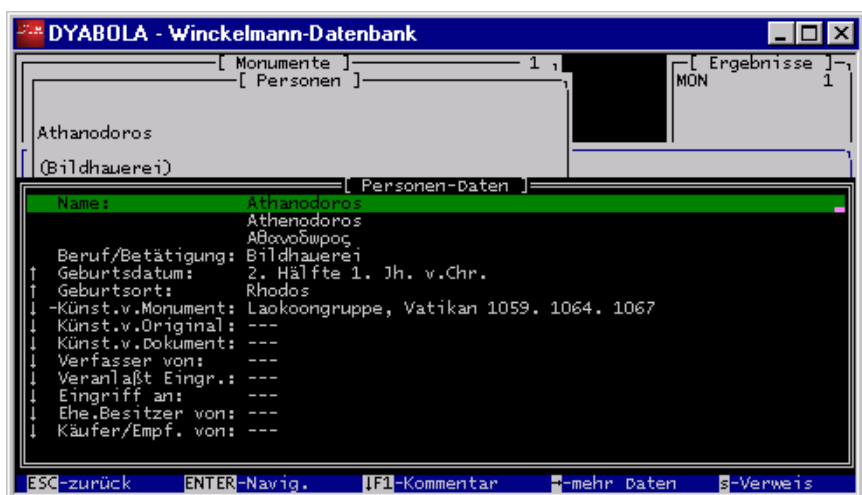 DYABOLA - Winckelmann-Datenbank
[ Monumente ] 1
[ Ergebnisse ]
[ Personen ]
MON 1
Athanodoros
(Bildhauerei)
[ Personen-Daten ]
Name: Athanodoros
Athenodoros
Αθανοδωρος
Beruf/Betätigung: Bildhauerei
↑ Geburtsdatum: 2. Hälfte 1. Jh. v.Chr.
↑ Geburtsort: Rhodos
↓ -Künst.v.Monument: Laokoongruppe, Vatikan 1059. 1064. 1067
↓ Künst.v.Original: ---
↓ Künst.v.Dokument: ---
↓ Verfasser von: ---
↓ Veranlaßt Eingr.: ---
↓ Eingriff an: ---
↓ Ehe.Besitzer von: ---
↓ Käufer/Empf. von: ---
ESC-zurück ENTER-Navig. ↓F1-Kommentar →-mehr Daten s-Verweis